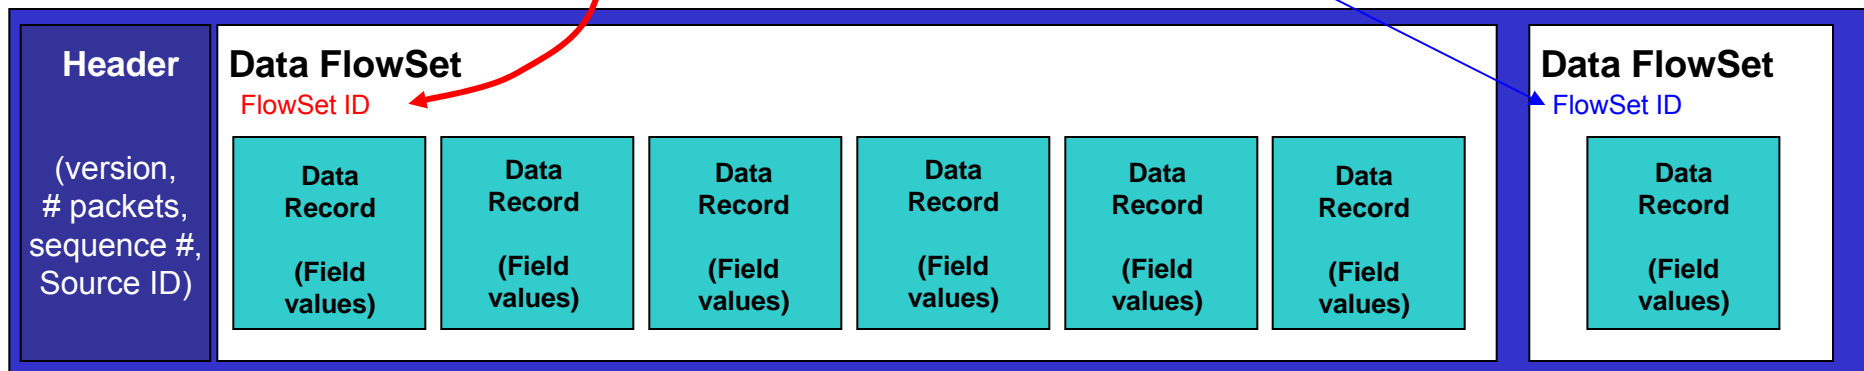 Header
(version,
# packets,
sequence #,
Source ID)
Data FlowSet
FlowSet ID
Data
Record
(Field
values)
Data
Record
(Field
values)
Data
Record
(Field
values)
Data
Record
(Field
values)
Data
Record
(Field
values)
Data
Record
(Field
values)
Data FlowSet
FlowSet ID
Data
Record
(Field
values)